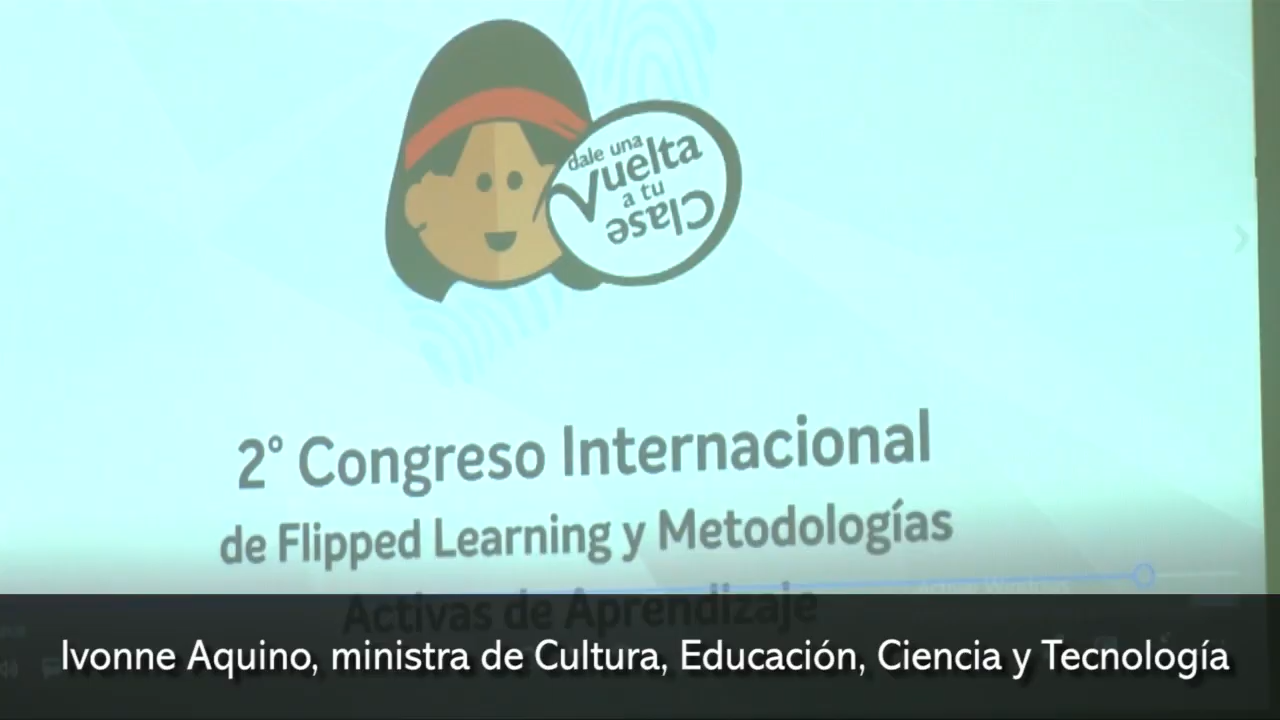 dale una
Vuelta
a tu
Clase
2° Congreso Internacional
de Flipped Learning y Metodologías
Activas de Aprendizaje
Ivonne Aquino, ministra de Cultura, Educación, Ciencia y Tecnología